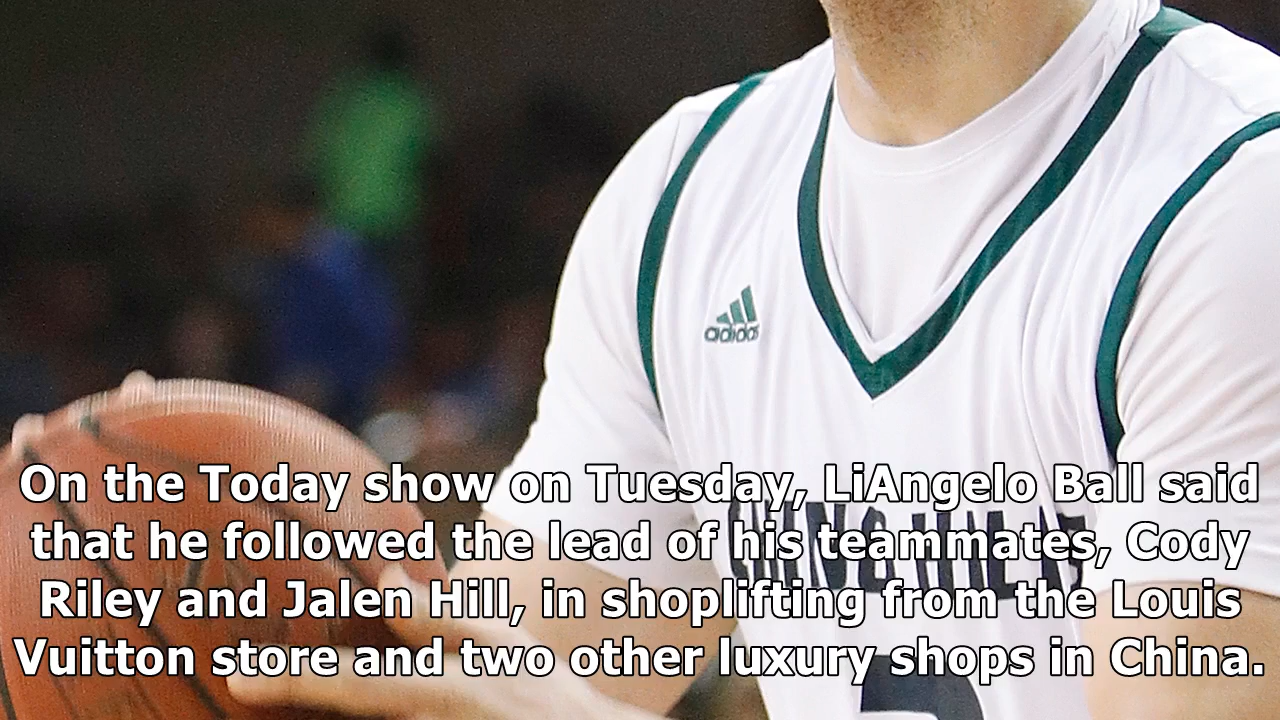 adidas
On the Today show on Tuesday, LiAngelo Ball said
that he followed the lead of his teammates, Cody
Riley and Jalen Hill, in shoplifting from the Louis
Vuitton store and two other luxury shops in China.